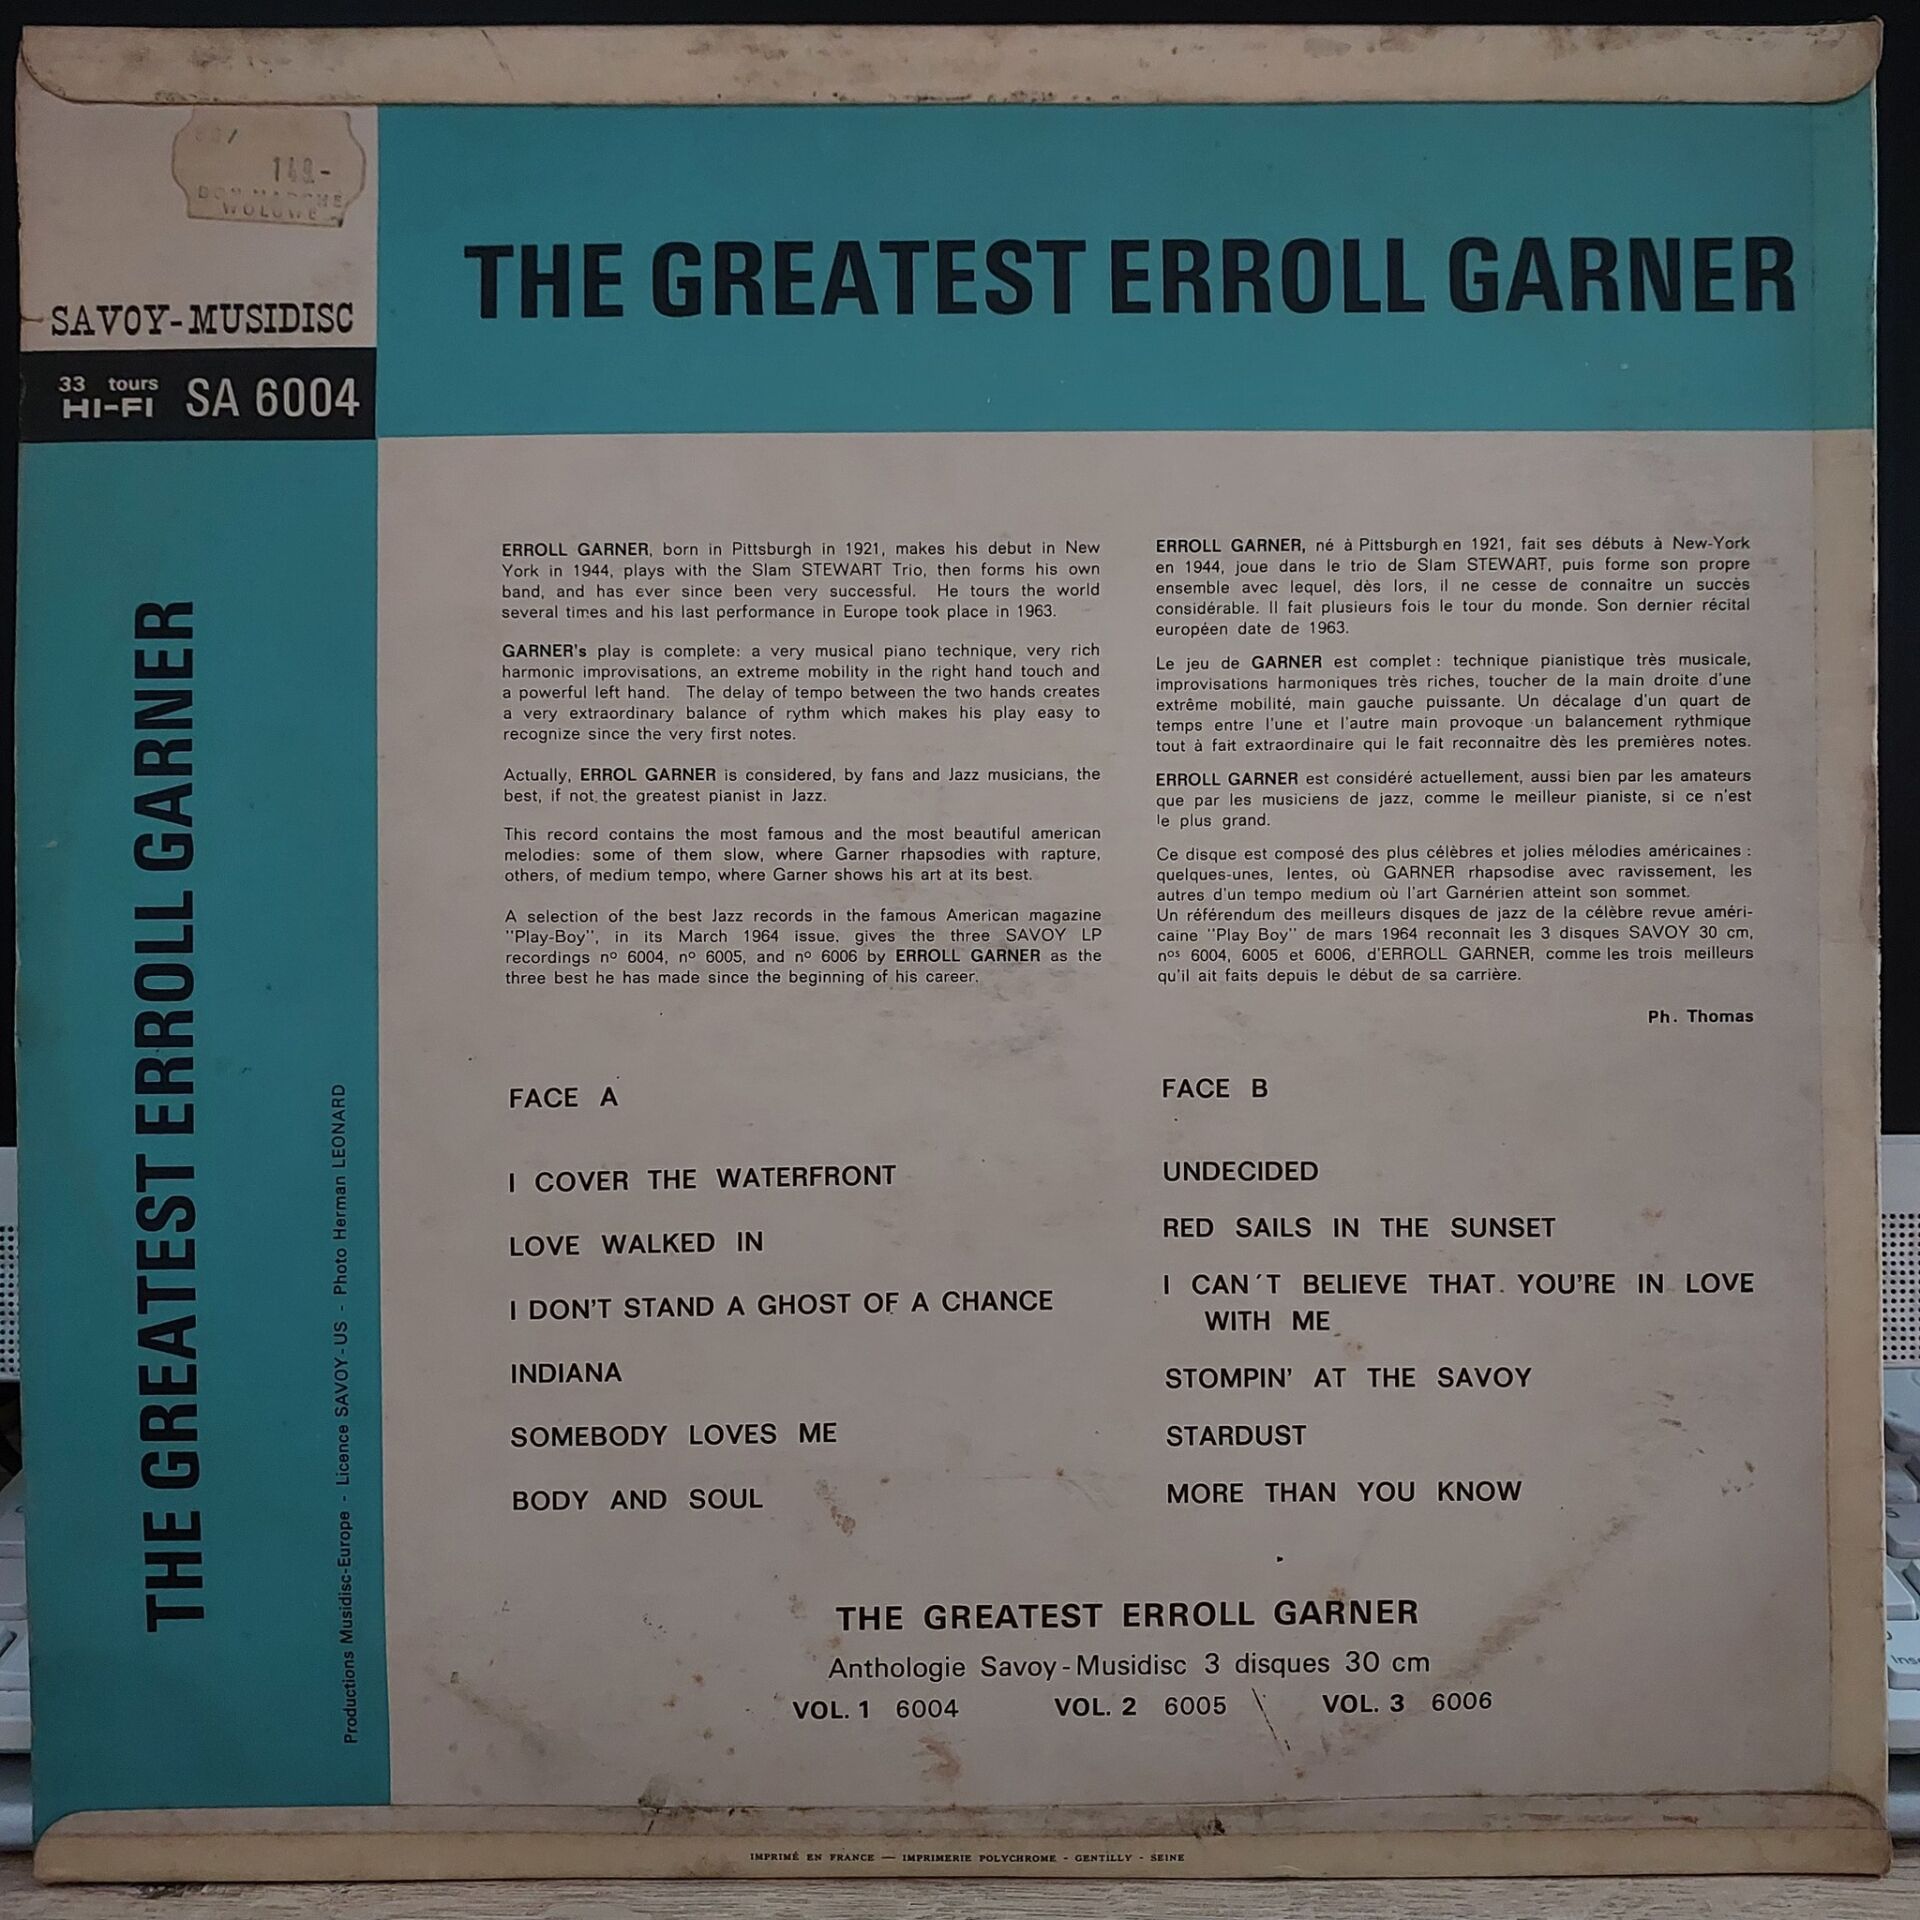 149.-
WOLUWE
SAVOY-MUSIDISC
33 tours
HI-FI SA 6004
THE GREATEST ERROLL GARNER
THE GREATEST ERROLL GARNER
Productions Musidisc-Europe - Licence SAVOY-US - Photo Herman LEONARD
ERROLL GARNER, born in Pittsburgh in 1921, makes his debut in New
York in 1944, plays with the Slam STEWART Trio, then forms his own
band, and has ever since been very successful. He tours the world
several times and his last performance in Europe took place in 1963.
GARNER's play is complete: a very musical piano technique, very rich
harmonic improvisations, an extreme mobility in the right hand touch and
a powerful left hand. The delay of tempo between the two hands creates
a very extraordinary balance of rythm which makes his play easy to
recognize since the very first notes.
Actually, ERROL GARNER is considered, by fans and Jazz musicians, the
best, if not the greatest pianist in Jazz.
This record contains the most famous and the most beautiful american
melodies: some of them slow, where Garner rhapsodies with rapture,
others, of medium tempo, where Garner shows his art at its best.
A selection of the best Jazz records in the famous American magazine
"Play-Boy", in its March 1964 issue, gives the three SAVOY LP
recordings nº 6004, nº 6005, and nº 6006 by ERROLL GARNER as the
three best he has made since the beginning of his career.
ERROLL GARNER, né à Pittsburgh en 1921, fait ses débuts à New-York
en 1944, joue dans le trio de Slam STEWART, puis forme son propre
ensemble avec lequel, dès lors, il ne cesse de connaître un succès
considérable. Il fait plusieurs fois le tour du monde. Son dernier récital
européen date de 1963.
Le jeu de GARNER est complet : technique pianistique très musicale,
improvisations harmoniques très riches, toucher de la main droite d'une
extrême mobilité, main gauche puissante. Un décalage d'un quart de
temps entre l'une et l'autre main provoque un balancement rythmique
tout à fait extraordinaire qui le fait reconnaître dès les premières notes.
ERROLL GARNER est considéré actuellement, aussi bien par les amateurs
que par les musiciens de jazz, comme le meilleur pianiste, si ce n'est
le plus grand.
Ce disque est composé des plus célèbres et jolies mélodies américaines :
quelques-unes, lentes, où GARNER rhapsodise avec ravissement, les
autres d'un tempo medium où l'art Garnérien atteint son sommet.
Un référendum des meilleurs disques de jazz de la célèbre revue améri-
caine "Play Boy" de mars 1964 reconnaît les 3 disques SAVOY 30 cm,
nos 6004, 6005 et 6006, d'ERROLL GARNER, comme les trois meilleurs
qu'il ait faits depuis le début de sa carrière.
Ph. Thomas
FACE A
I COVER THE WATERFRONT
LOVE WALKED IN
I DON'T STAND A GHOST OF A CHANCE
INDIANA
SOMEBODY LOVES ME
BODY AND SOUL
FACE B
UNDECIDED
RED SAILS IN THE SUNSET
I CAN'T BELIEVE THAT YOU'RE IN LOVE
WITH ME
STOMPIN' AT THE SAVOY
STARDUST
MORE THAN YOU KNOW
THE GREATEST ERROLL GARNER
Anthologie Savoy-Musidisc 3 disques 30 cm
VOL. 1 6004 VOL. 2 6005 VOL. 3 6006
IMPRIMÉ EN FRANCE — IMPRIMERIE POLYCHROME - GENTILLY - SEINE